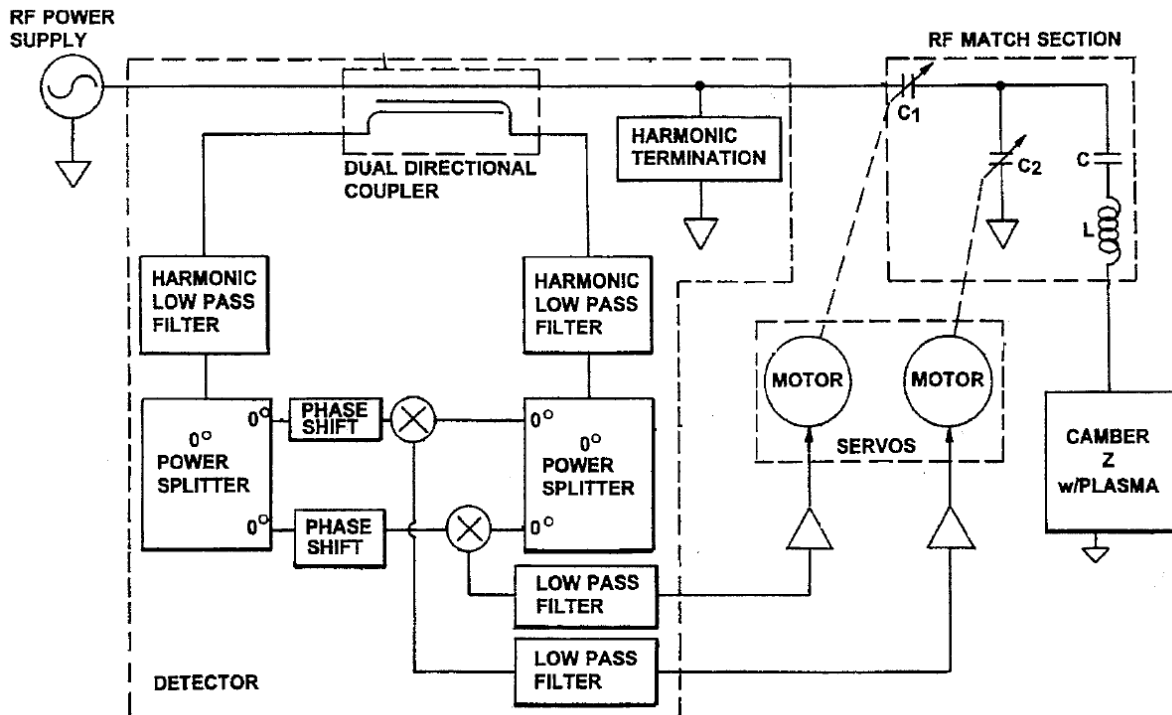 RF POWER
SUPPLY
RF MATCH SECTION
C1
C2
C
L
HARMONIC
TERMINATION
DUAL DIRECTIONAL
COUPLER
HARMONIC
LOW PASS
FILTER
HARMONIC
LOW PASS
FILTER
MOTOR
MOTOR
SERVOS
0°
0°
POWER
SPLITTER
0°
PHASE
SHIFT
PHASE
SHIFT
0°
0°
POWER
SPLITTER
0°
CAMBER
Z
w/PLASMA
LOW PASS
FILTER
LOW PASS
FILTER
DETECTOR